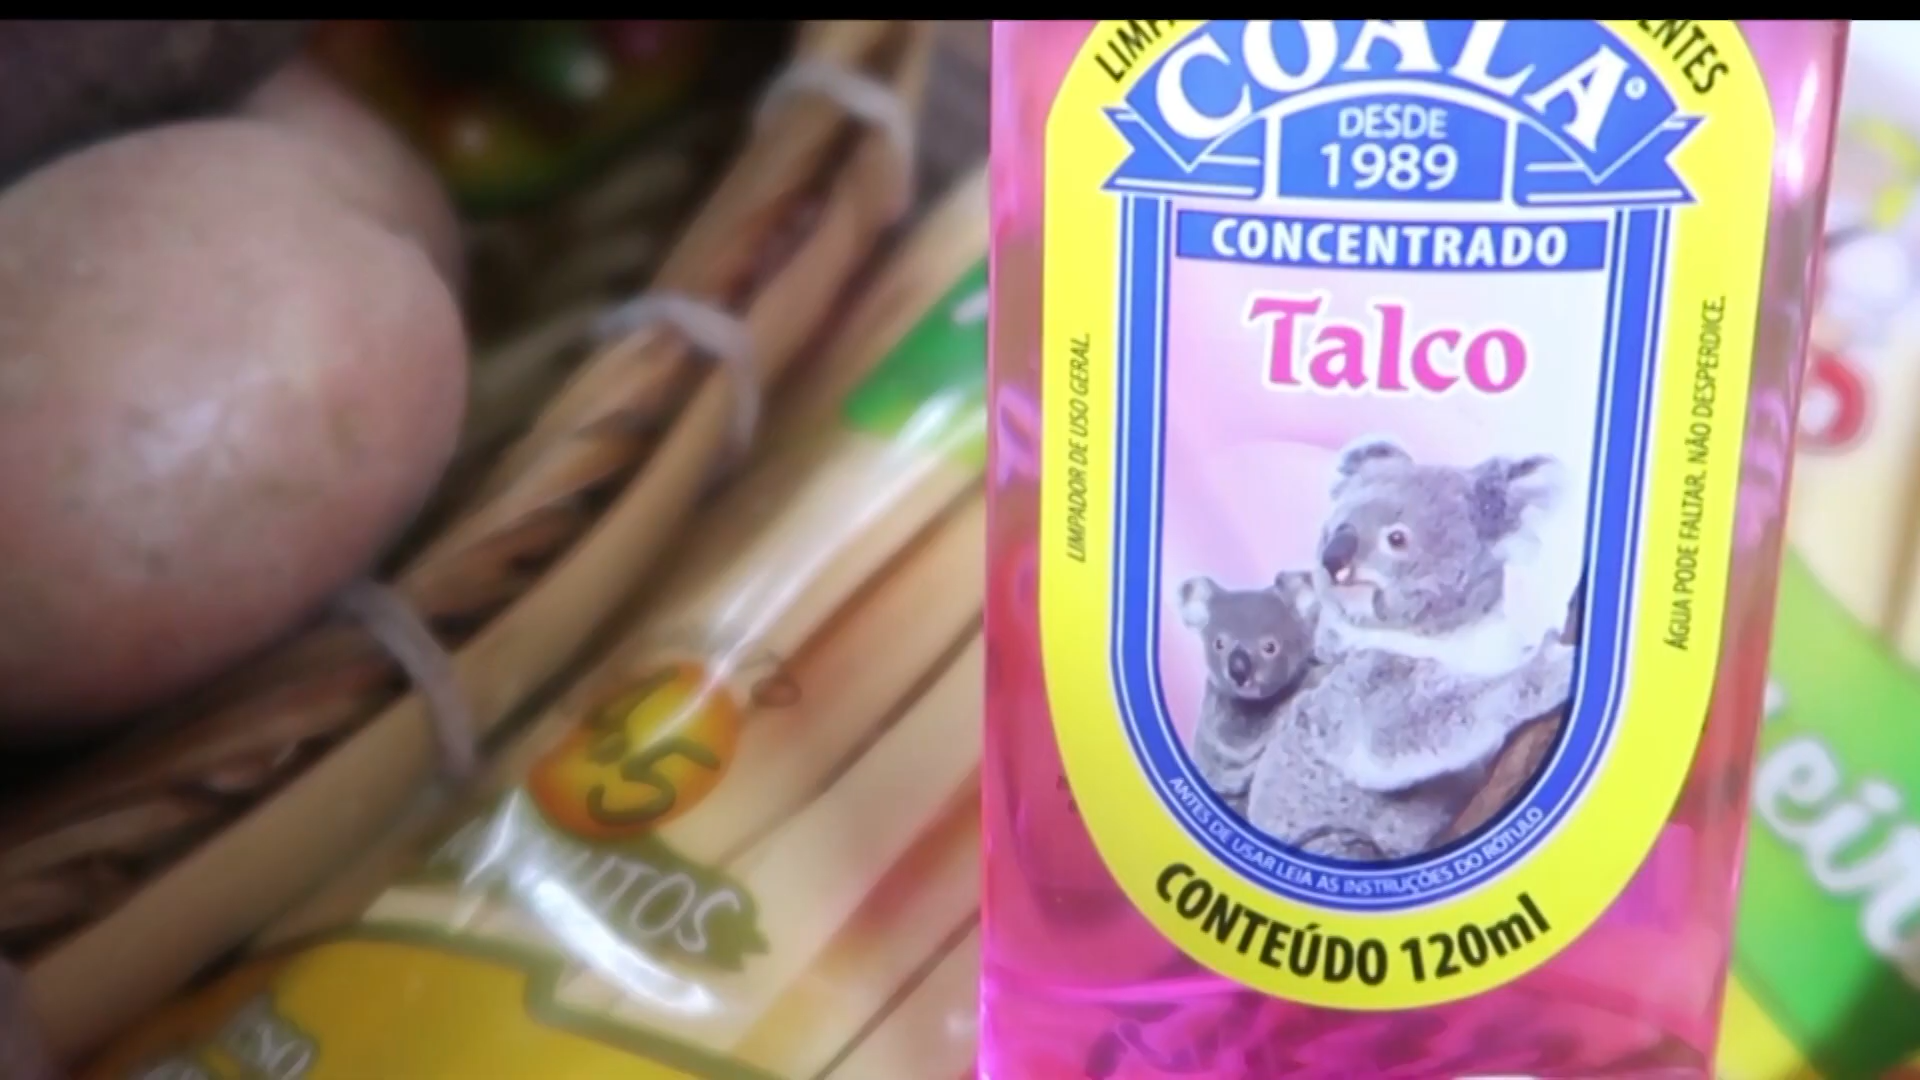 COALA
DESDE
1989
CONCENTRADO
Talco
LIMPADOR DE USO GERAL.
ÁGUA PODE FALTAR. NÃO DESPERDICE.
ANTES DE USAR LEIA AS INSTRUÇÕES DO RÓTULO
CONTEÚDO 120ml